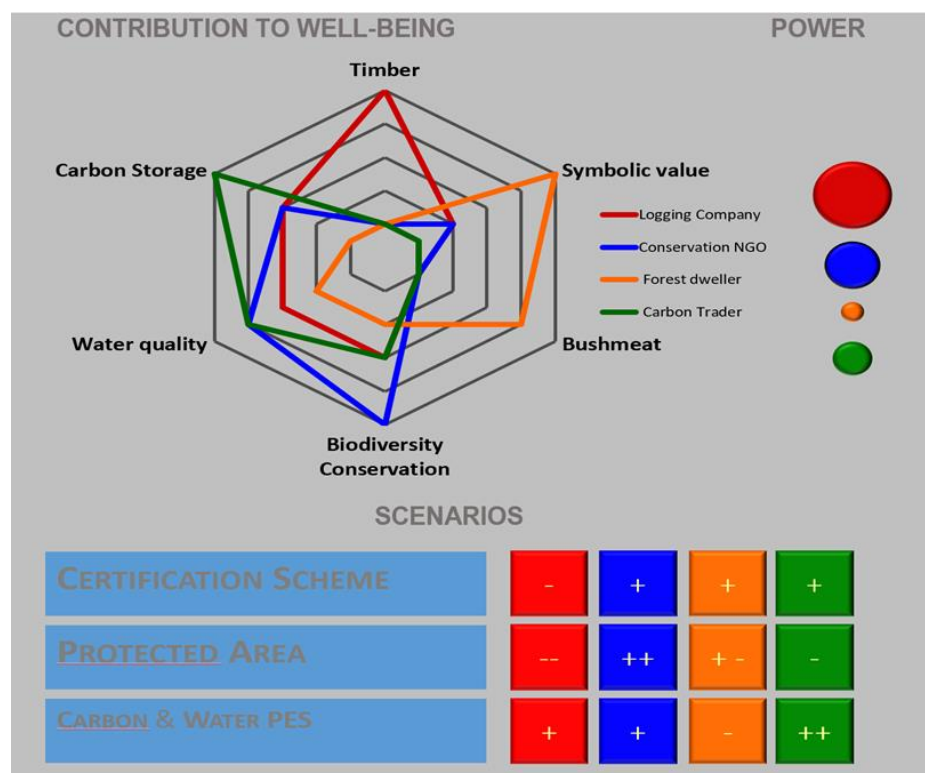 CONTRIBUTION TO WELL-BEING
POWER
Timber
Carbon Storage
Symbolic value
Logging Company
Conservation NGO
Forest dweller
Carbon Trader
Water quality
Bushmeat
Biodiversity
Conservation
SCENARIOS
CERTIFICATION SCHEME - + + +
PROTECTED AREA -- ++ + - -
CARBON & WATER PES + + - ++